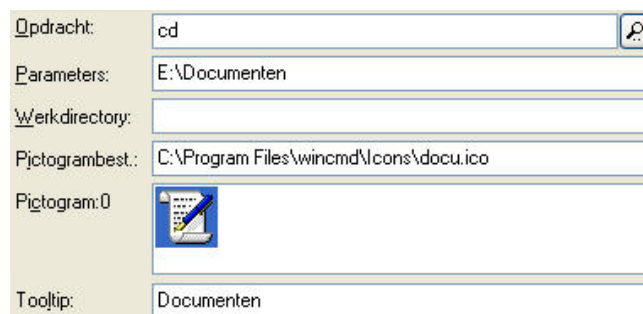 Opdracht: cd
Parameters: E:\Documenten
Werkdirectory:
Pictogrambest.: C:\Program Files\wincmd\Icons\docu.ico
Pictogram:0
Tooltip: Documenten